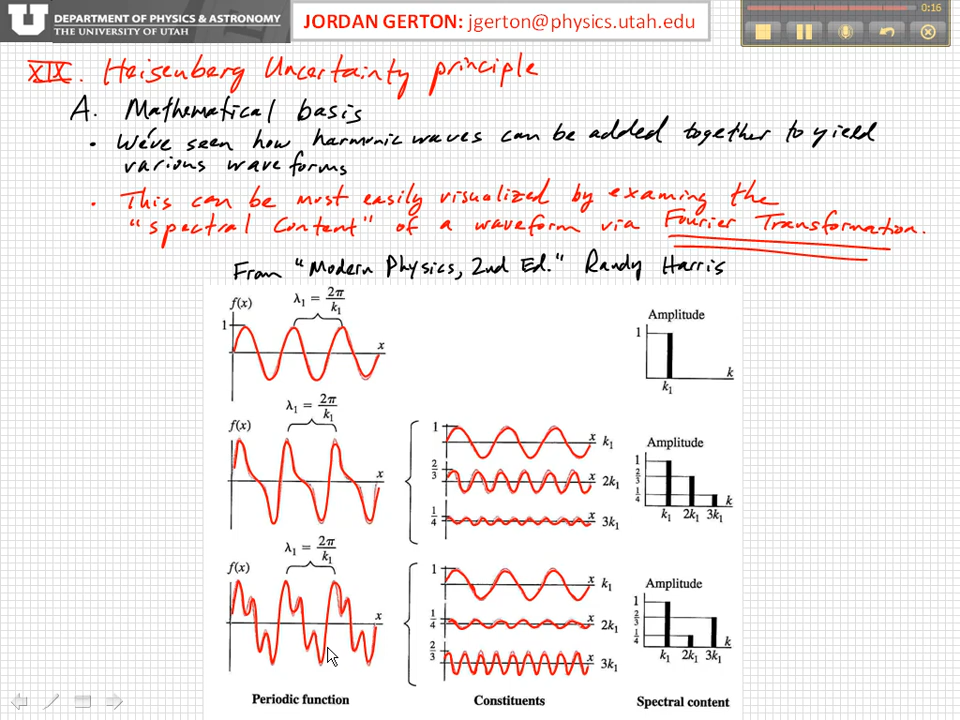 DEPARTMENT OF PHYSICS & ASTRONOMY
THE UNIVERSITY OF UTAH
JORDAN GERTON: jgerton@physics.utah.edu
0:16
XIX. Heisenberg Uncertainty principle
A. Mathematical basis
• We've seen how harmonic waves can be added together to yield
various wave forms
• This can be most easily visualized by examing the
"spectral Content" of a waveform via Fourier Transformation.
From "Modern Physics, 2nd Ed." Randy Harris
f(x) λ₁ = 2π/k₁
1
x
Amplitude
1
k
k₁
f(x) λ₁ = 2π/k₁
x
1 x k₁
2/3 x 2k₁
1/4 x 3k₁
Amplitude
1
2/3
1/4
k
k₁ 2k₁ 3k₁
f(x) λ₁ = 2π/k₁
x
1 x k₁
1/4 x 2k₁
2/3 x 3k₁
Amplitude
1
2/3
1/4
k
k₁ 2k₁ 3k₁
Periodic function
Constituents
Spectral content